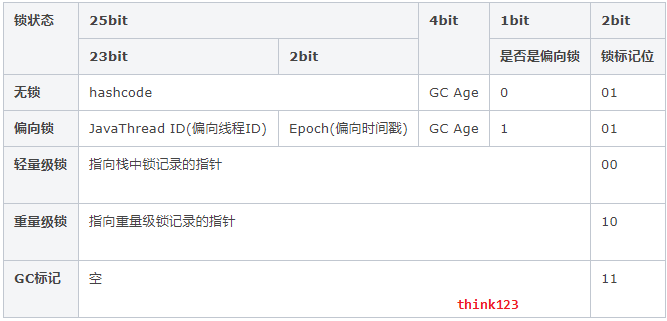 锁状态 25bit 4bit 1bit 2bit
23bit 2bit 是否是偏向锁 锁标记位
无锁 hashcode GC Age 0 01
偏向锁 JavaThread ID(偏向线程ID) Epoch(偏向时间戳) GC Age 1 01
轻量级锁 指向栈中锁记录的指针 00
重量级锁 指向重量级锁记录的指针 10
GC标记 空 11
think123